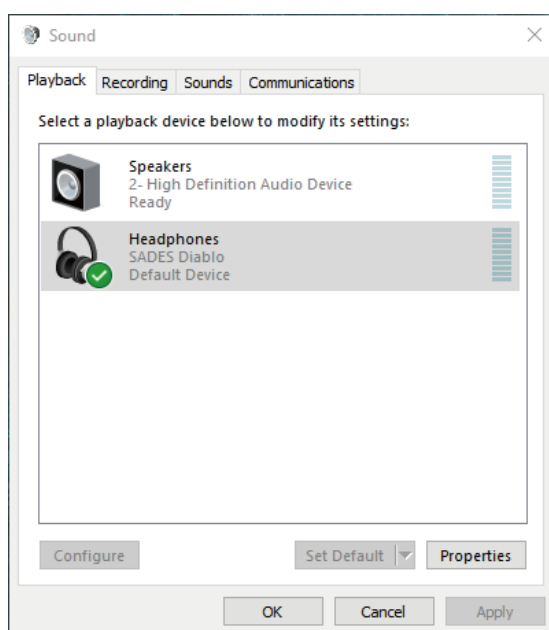 Sound
Playback Recording Sounds Communications
Select a playback device below to modify its settings:
Speakers
2- High Definition Audio Device
Ready
Headphones
SADES Diablo
Default Device
Configure Set Default Properties
OK Cancel Apply